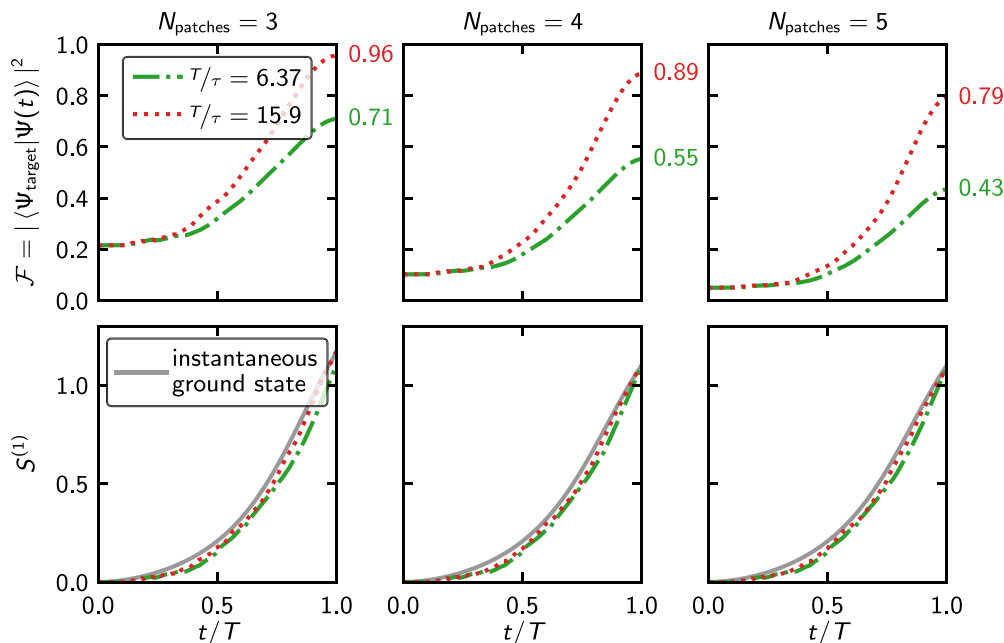 N_patches = 3
N_patches = 4
N_patches = 5
ℱ = |⟨Ψ_target|Ψ(t)⟩|²
1.0
0.8
0.6
0.4
0.2
0.0
T/τ = 6.37
T/τ = 15.9
0.96
0.71
0.89
0.55
0.79
0.43
S⁽¹⁾
1.0
0.5
0.0
instantaneous
ground state
0.0 0.5 1.0
0.0 0.5 1.0
0.0 0.5 1.0
t/T
t/T
t/T